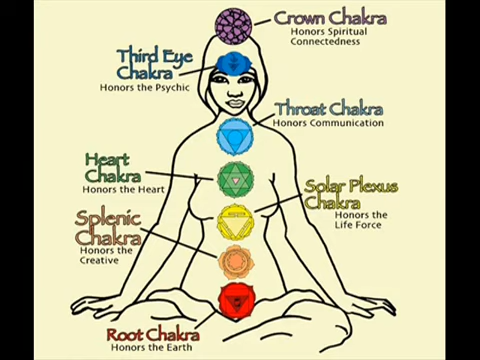 Crown Chakra
Honors Spiritual
Connectedness
Third Eye
Chakra
Honors the Psychic
Throat Chakra
Honors Communication
Heart
Chakra
Honors the Heart
Solar Plexus
Chakra
Honors the
Life Force
Splenic
Chakra
Honors the
Creative
Root Chakra
Honors the Earth